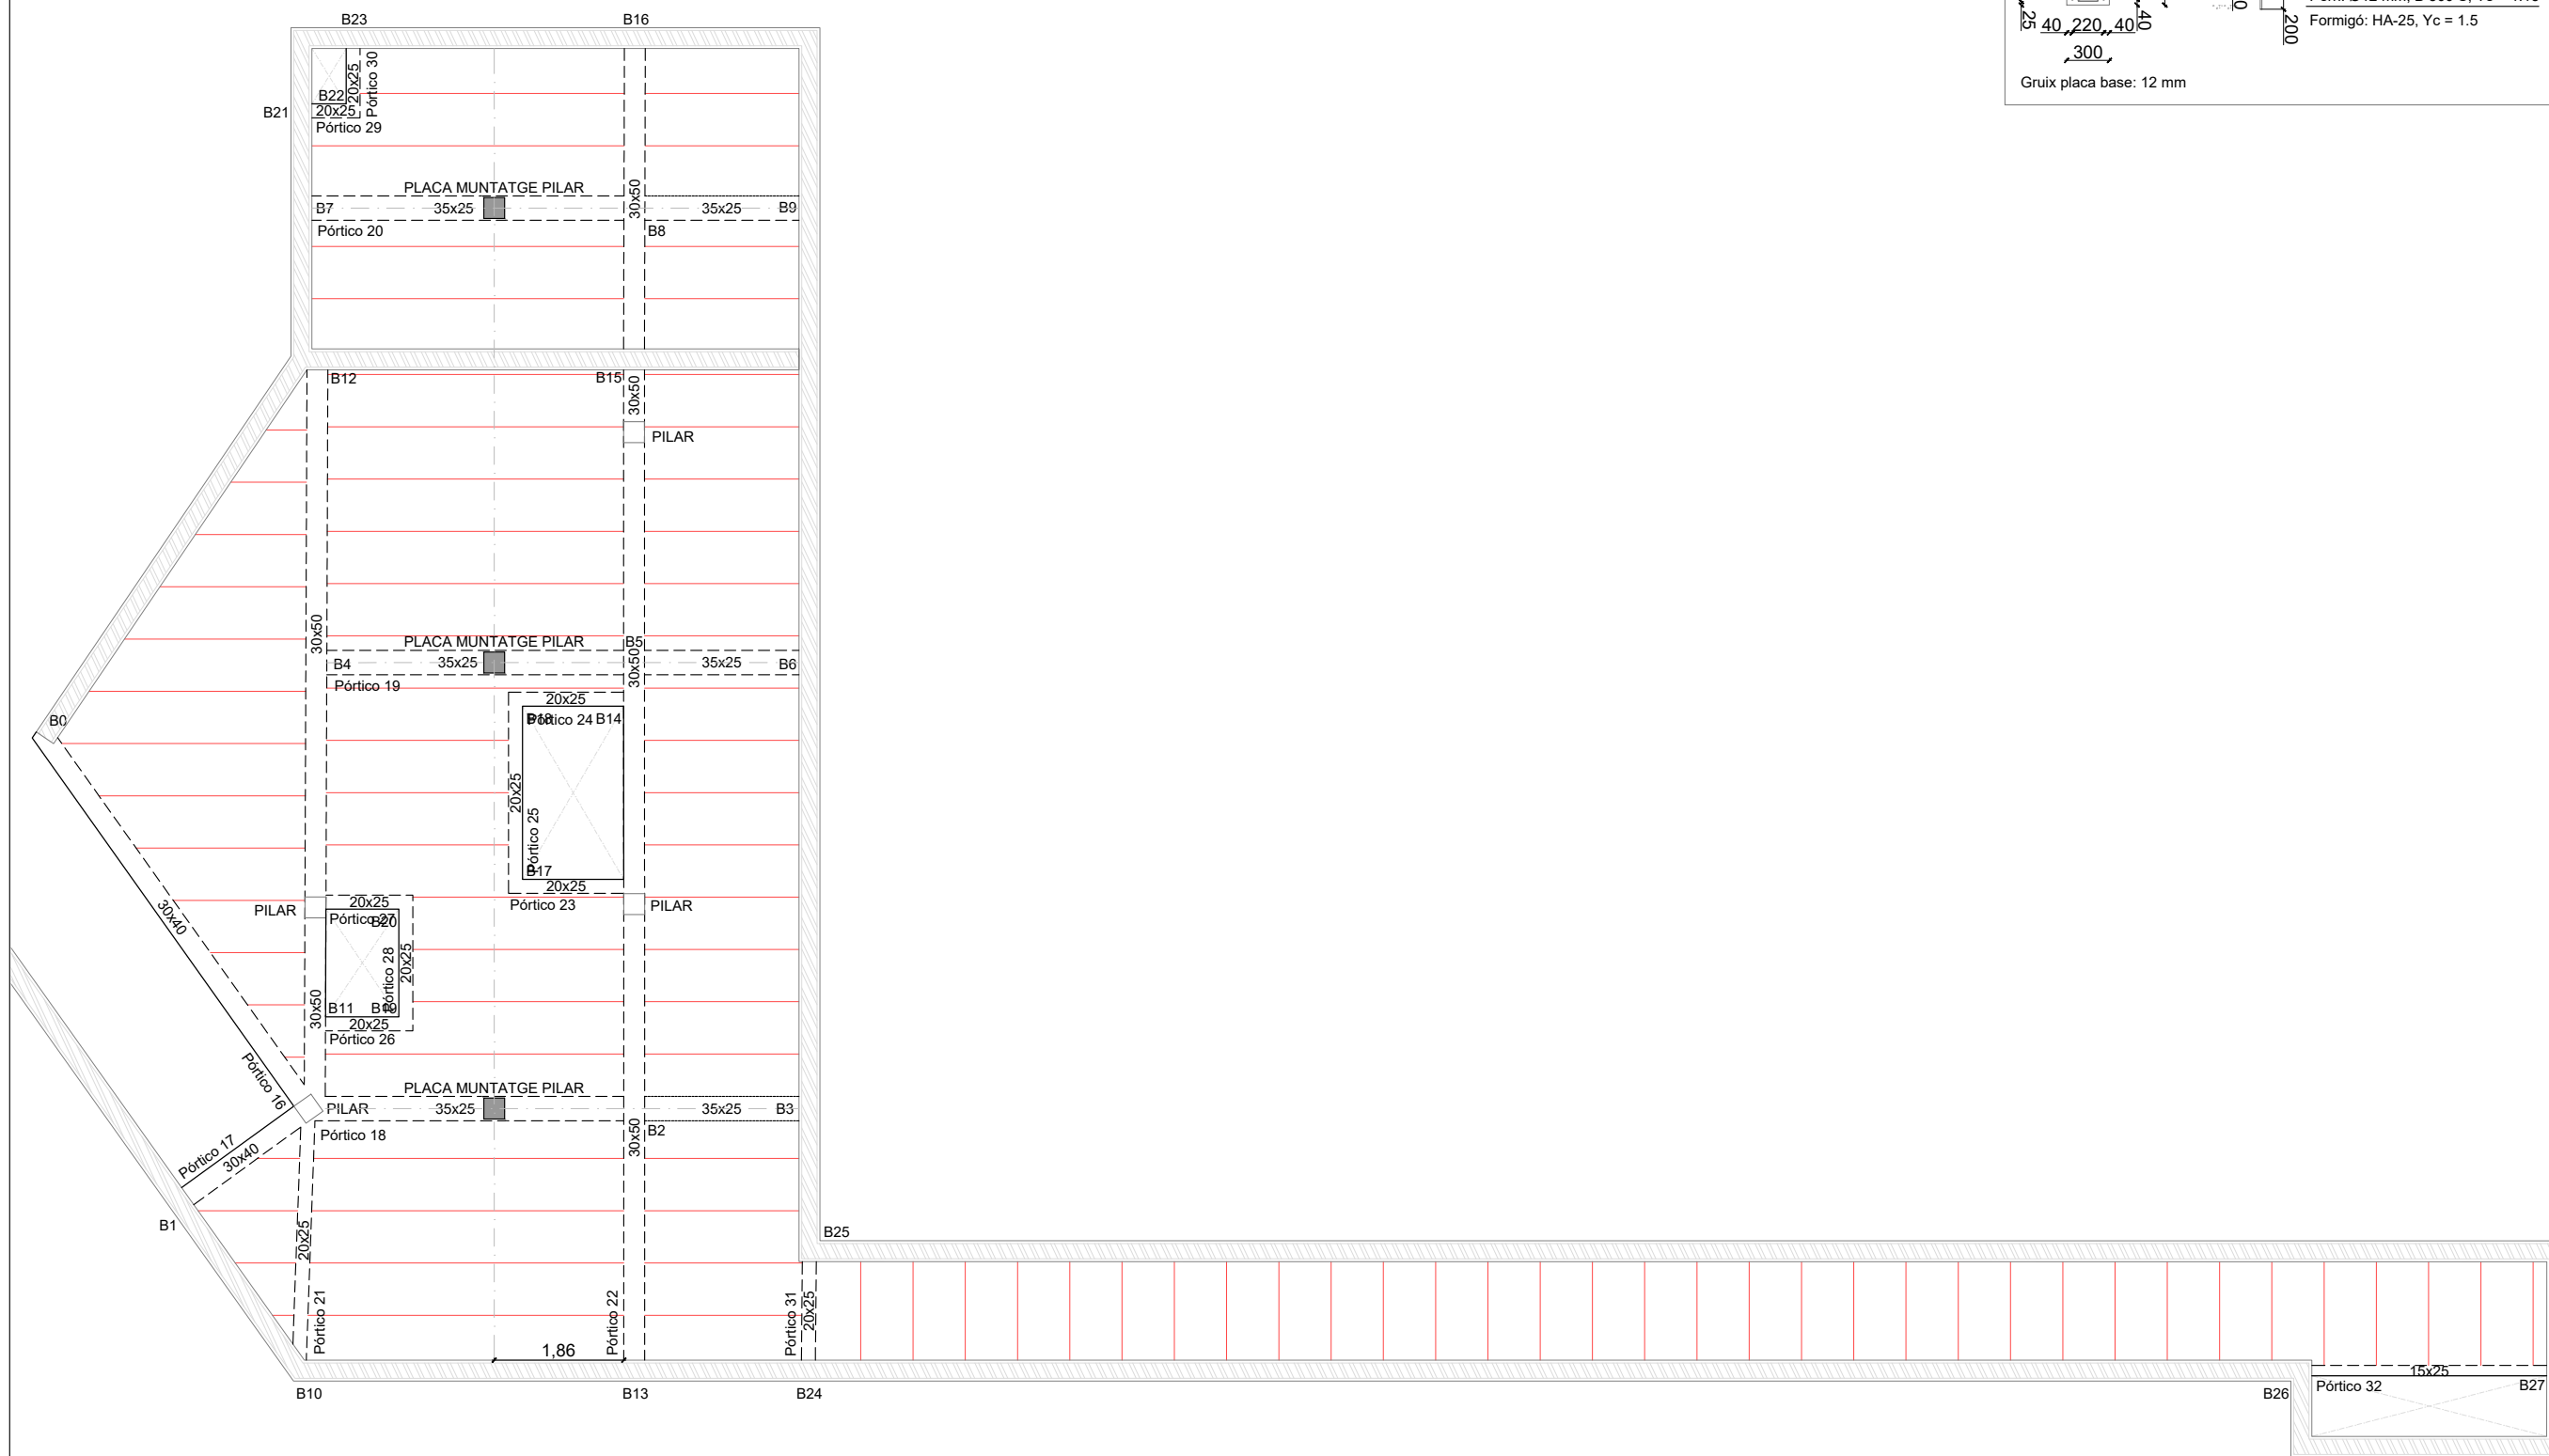 B23
B16
25
40
220
40
40
0
200
Formigó: HA-25, Yc = 1.5
300
Gruix placa base: 12 mm
20x25
Pórtico 30
B22
20x25
B21
Pórtico 29
PLACA MUNTATGE PILAR
30x50
B7
35x25
35x25
B9
Pórtico 20
B8
B12
B15
30x50
PILAR
30x50
PLACA MUNTATGE PILAR
B5
30x50
B4
35x25
35x25
B6
Pórtico 19
20x25
B0
B18
Pórtico 24
B14
20x25
Pórtico 25
B17
20x25
Pórtico 23
PILAR
PILAR
20x25
Pórtico 27
B20
30x40
20x25
Pórtico 28
30x50
B11
B19
20x25
Pórtico 26
Pórtico 16
PLACA MUNTATGE PILAR
PILAR
35x25
35x25
B3
Pórtico 18
30x50
B2
Pórtico 17
30x40
B1
20x25
B25
Pórtico 21
Pórtico 22
Pórtico 31
20x25
1,86
15x25
B10
B13
B24
B26
Pórtico 32
B27